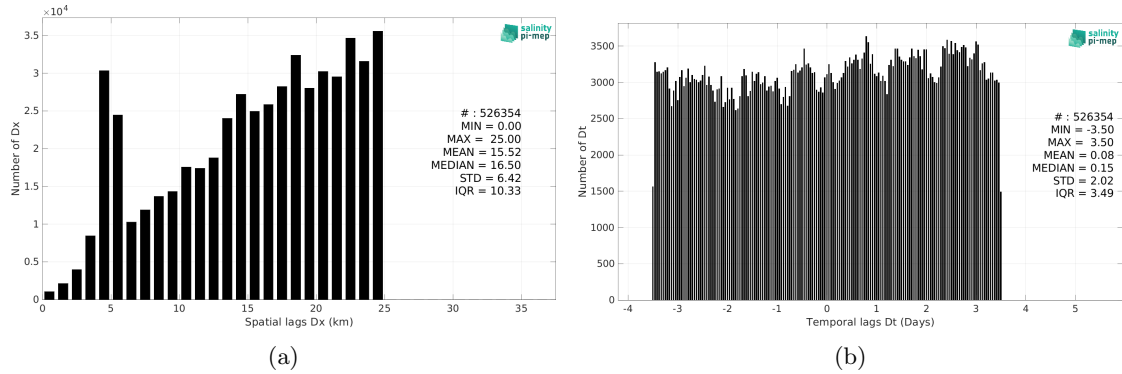 ×10⁴
3.5
3
2.5
2
1.5
1
0.5
0
Number of Dx
0 5 10 15 20 25 30 35
Spatial lags Dx (km)
salinity
pi-mep
# : 526354
MIN = 0.00
MAX = 25.00
MEAN = 15.52
MEDIAN = 16.50
STD = 6.42
IQR = 10.33
(a)
3500
3000
2500
2000
1500
1000
500
0
Number of Dt
-4 -3 -2 -1 0 1 2 3 4 5
Temporal lags Dt (Days)
salinity
pi-mep
# : 526354
MIN = -3.50
MAX = 3.50
MEAN = 0.08
MEDIAN = 0.15
STD = 2.02
IQR = 3.49
(b)